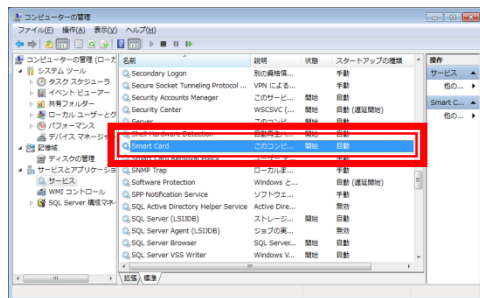 コンピューターの管理
ファイル(F) 操作(A) 表示(V) ヘルプ(H)
コンピューターの管理 (ローカ
システム ツール
タスク スケジューラ
イベント ビューアー
共有フォルダー
ローカル ユーザーとグ
パフォーマンス
デバイス マネージャ
記憶域
ディスクの管理
サービスとアプリケーショ
サービス
WMI コントロール
SQL Server 構成マネ
名前 説明 状態 スタートアップの種類
Secondary Logon 別の資格情... 手動
Secure Socket Tunneling Protocol ... VPN による... 手動
Security Accounts Manager このサービ... 開始 自動
Security Center WSCSVC (... 開始 自動 (遅延開始)
Server このコンピ... 開始 自動
Shell Hardware Detection 自動再生ハ... 開始 自動
Smart Card このコンピ... 開始 自動
Smart Card Removal Policy
SNMP Trap ローカルま... 手動
Software Protection Windows と... 自動 (遅延開始)
SPP Notification Service ソフトウェ... 手動
SQL Active Directory Helper Service Active Dire... 無効
SQL Server (LSIJDB) ストレージ... 開始 自動
SQL Server Agent (LSIJDB) ジョブの実... 無効
SQL Server Browser SQL Server... 開始 自動
SQL Server VSS Writer Windows V... 開始 自動
拡張 標準
操作
サービス
他の...
Smart C...
他の...